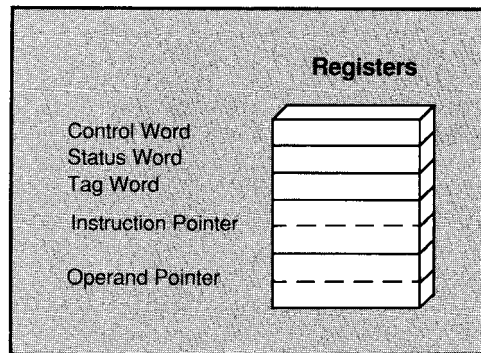 Registers
Control Word
Status Word
Tag Word
Instruction Pointer
Operand Pointer